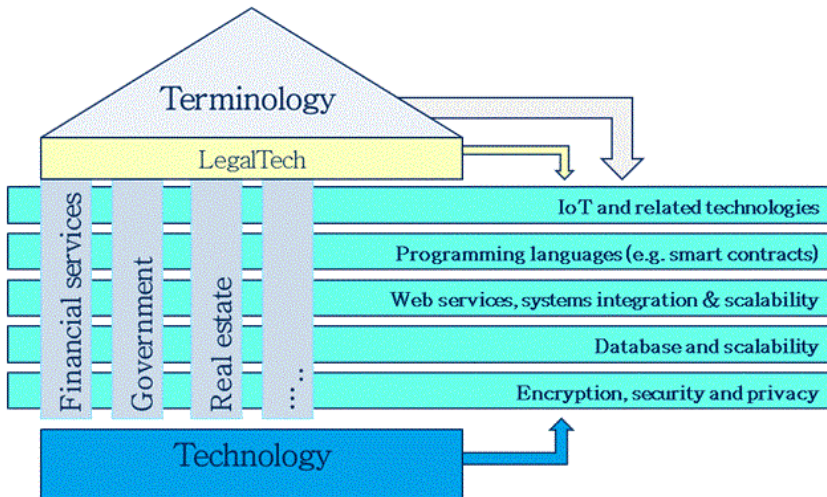 Terminology
LegalTech
IoT and related technologies
Programming languages (e.g. smart contracts)
Web services, systems integration & scalability
Database and scalability
Encryption, security and privacy
Financial services
Government
Real estate
.....
Technology